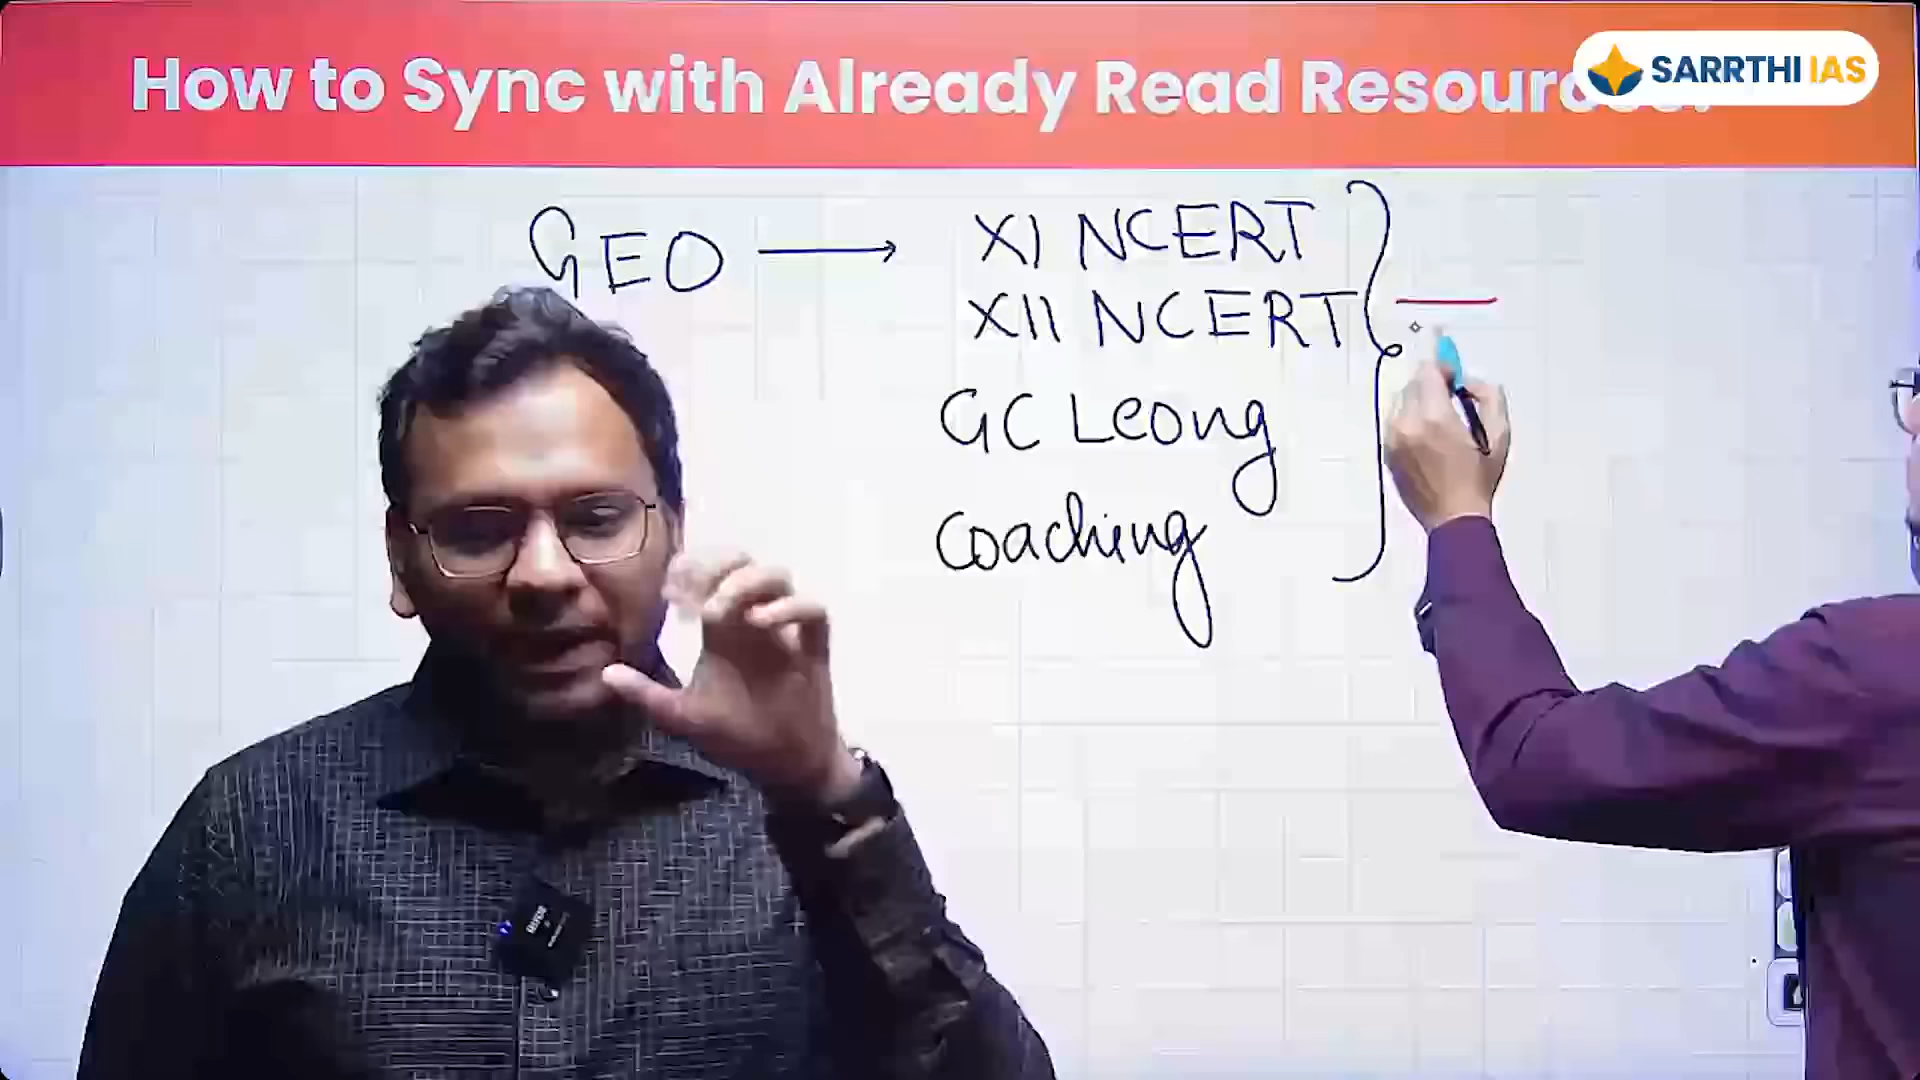 How to Sync with Already Read
SARRTHI IAS
GEO → XI NCERT
XII NCERT
GC Leong
Coaching